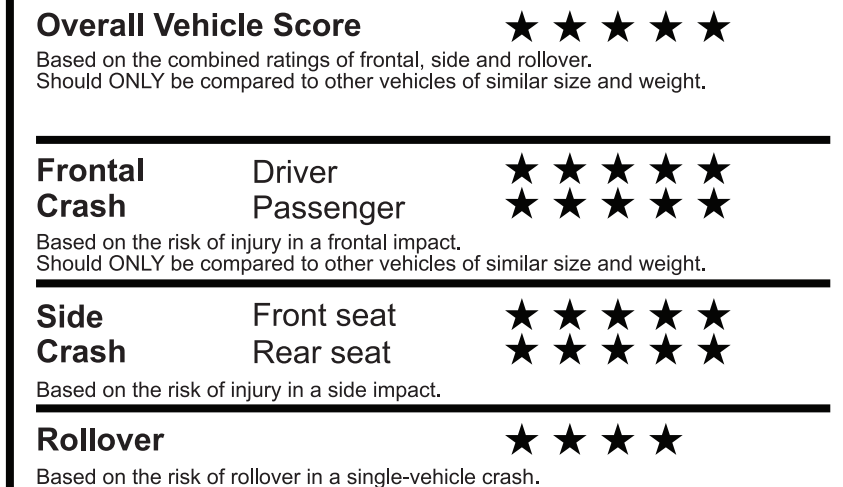 Overall Vehicle Score ★ ★ ★ ★ ★
Based on the combined ratings of frontal, side and rollover.
Should ONLY be compared to other vehicles of similar size and weight.
Frontal Driver ★ ★ ★ ★ ★
Crash Passenger ★ ★ ★ ★ ★
Based on the risk of injury in a frontal impact.
Should ONLY be compared to other vehicles of similar size and weight.
Side Front seat ★ ★ ★ ★ ★
Crash Rear seat ★ ★ ★ ★ ★
Based on the risk of injury in a side impact.
Rollover ★ ★ ★ ★
Based on the risk of rollover in a single-vehicle crash.